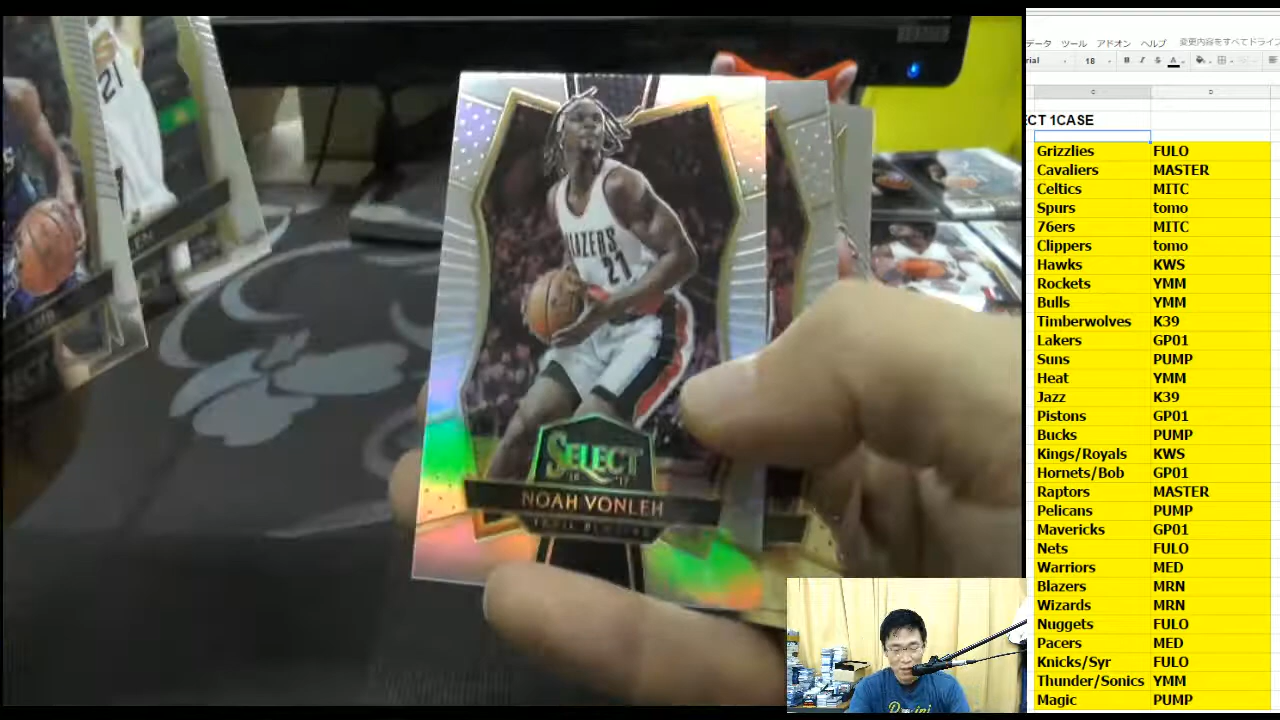 21
BLAZERS
21
SELECT
16 17
NOAH VONLEH
データ ツール アドオン ヘルプ 変更内容をすべてドライブ
rial 18 B I S A
C D
ECT 1CASE
Grizzlies FULO
Cavaliers MASTER
Celtics MITC
Spurs tomo
76ers MITC
Clippers tomo
Hawks KWS
Rockets YMM
Bulls YMM
Timberwolves K39
Lakers GP01
Suns PUMP
Heat YMM
Jazz K39
Pistons GP01
Bucks PUMP
Kings/Royals KWS
Hornets/Bob GP01
Raptors MASTER
Pelicans PUMP
Mavericks GP01
Nets FULO
Warriors MED
Blazers MRN
Wizards MRN
Nuggets FULO
Pacers MED
Knicks/Syr FULO
Thunder/Sonics YMM
Magic PUMP